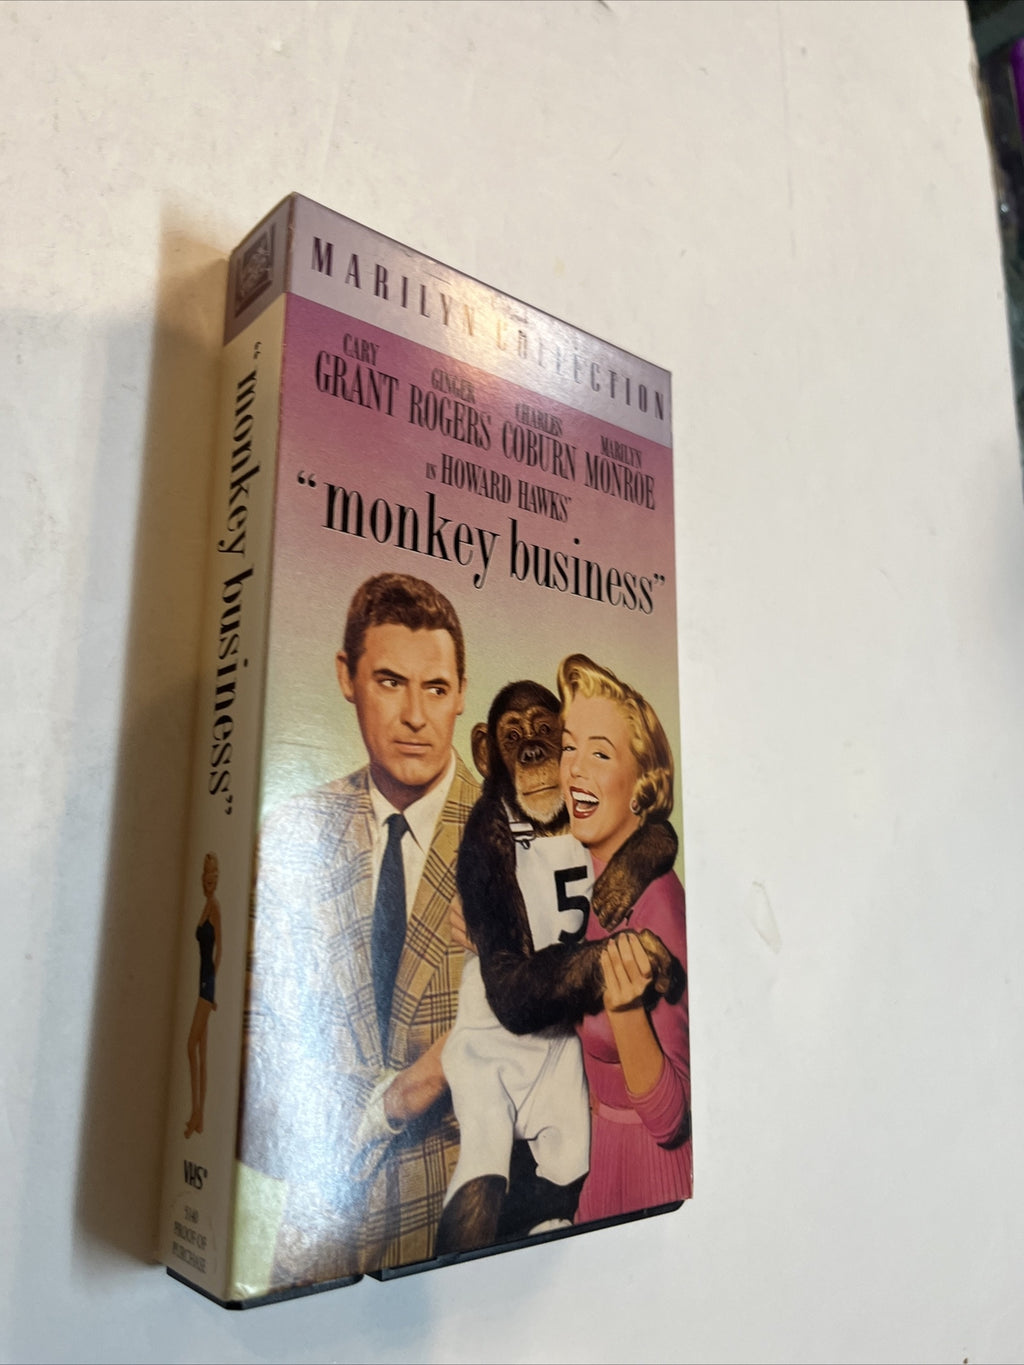 MARILYN COLLECTION
CARY GRANT
GINGER ROGERS
CHARLES COBURN
MARILYN MONROE
IN HOWARD HAWKS'
“monkey business”
5
“monkey business”
VHS®
5140
PROOF OF
PURCHASE